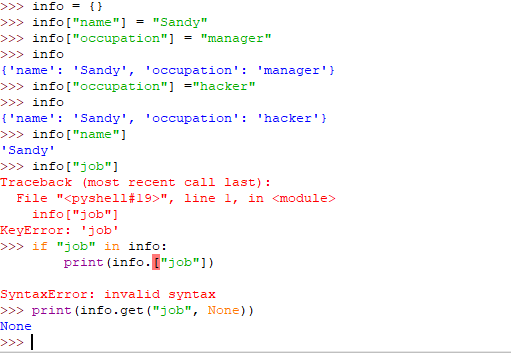 >>> info = {}
>>> info["name"] = "Sandy"
>>> info["occupation"] = "manager"
>>> info
{'name': 'Sandy', 'occupation': 'manager'}
>>> info["occupation"] ="hacker"
>>> info
{'name': 'Sandy', 'occupation': 'hacker'}
>>> info["name"]
'Sandy'
>>> info["job"]
Traceback (most recent call last):
  File "<pyshell#19>", line 1, in <module>
    info["job"]
KeyError: 'job'
>>> if "job" in info:
        print(info.["job"])
SyntaxError: invalid syntax
>>> print(info.get("job", None))
None
>>>